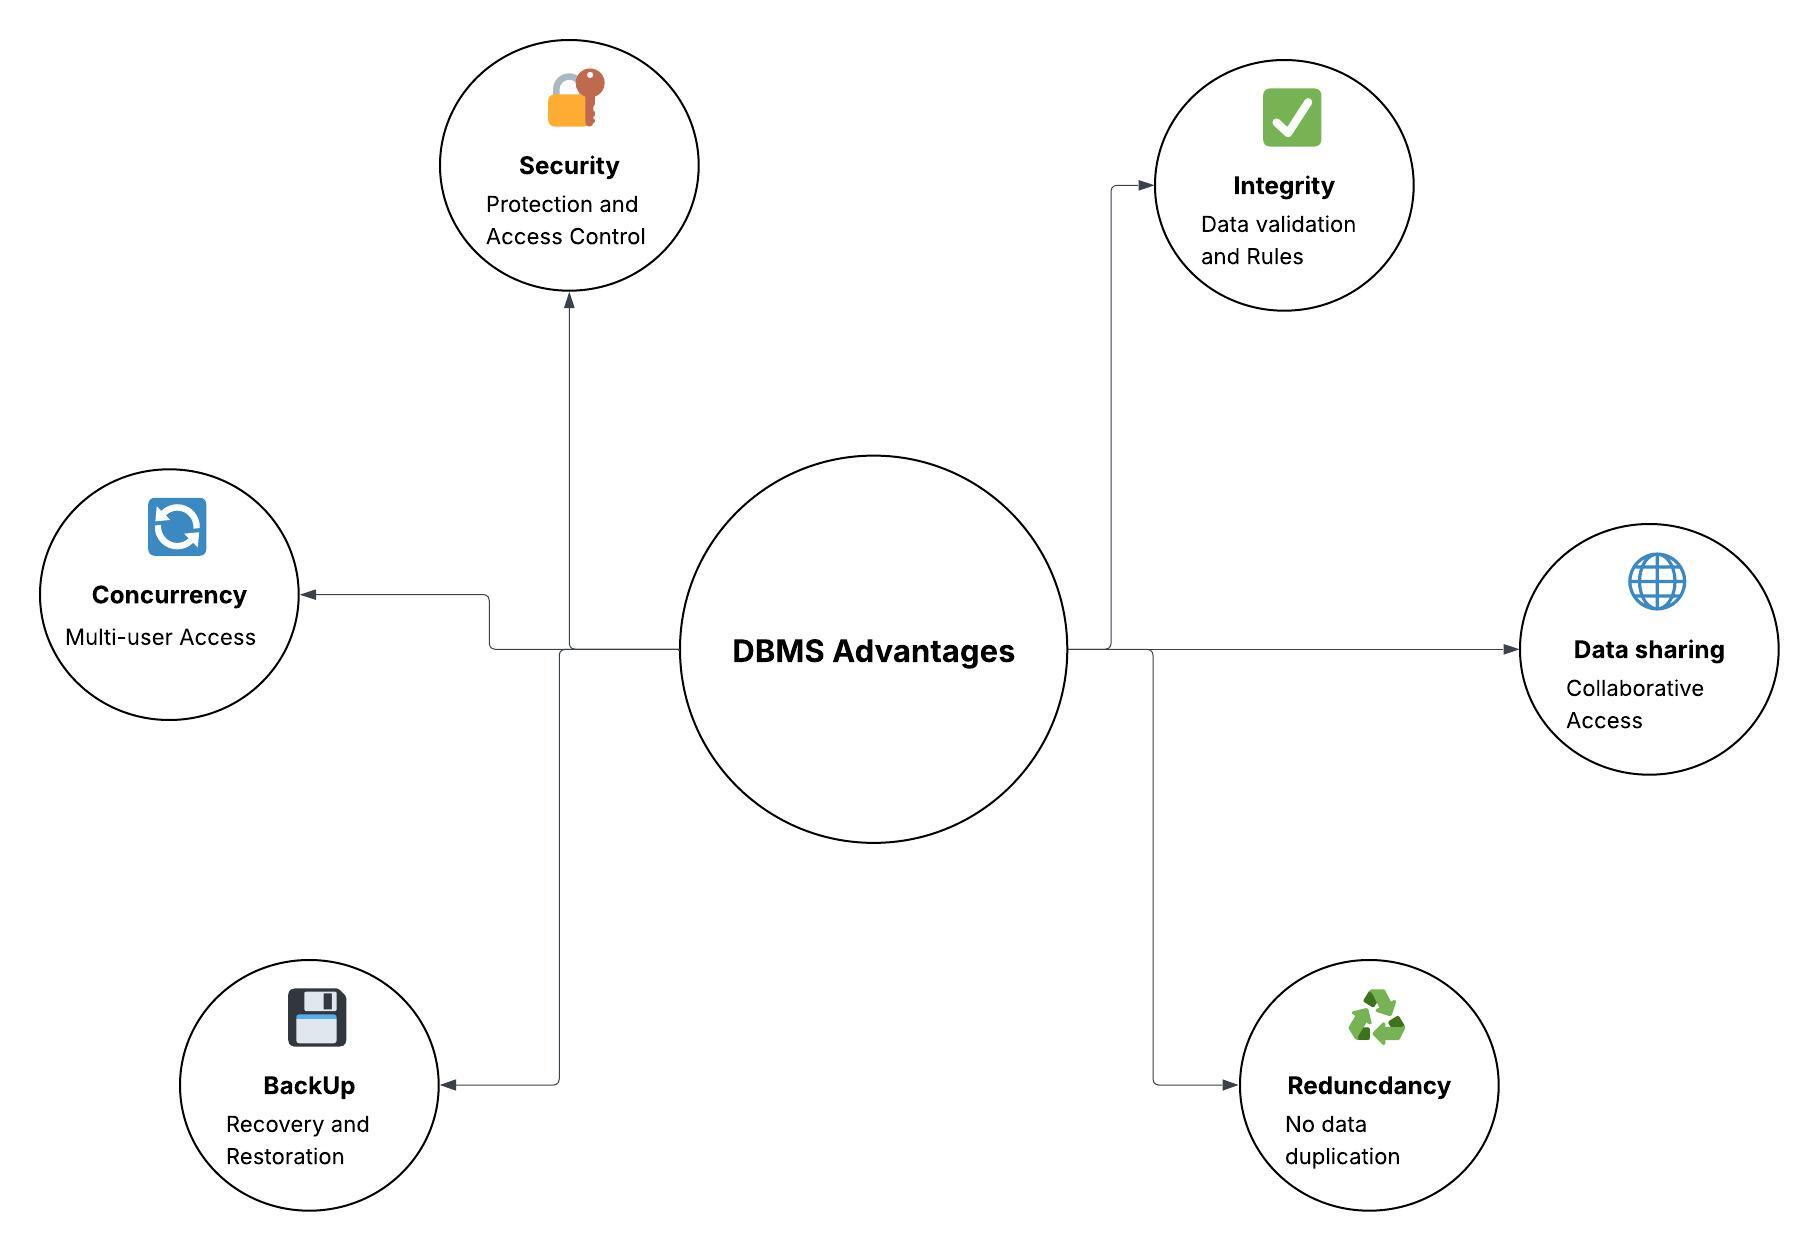 Security
Protection and
Access Control
Integrity
Data validation
and Rules
Concurrency
Multi-user Access
DBMS Advantages
Data sharing
Collaborative
Access
BackUp
Recovery and
Restoration
Reduncdancy
No data
duplication